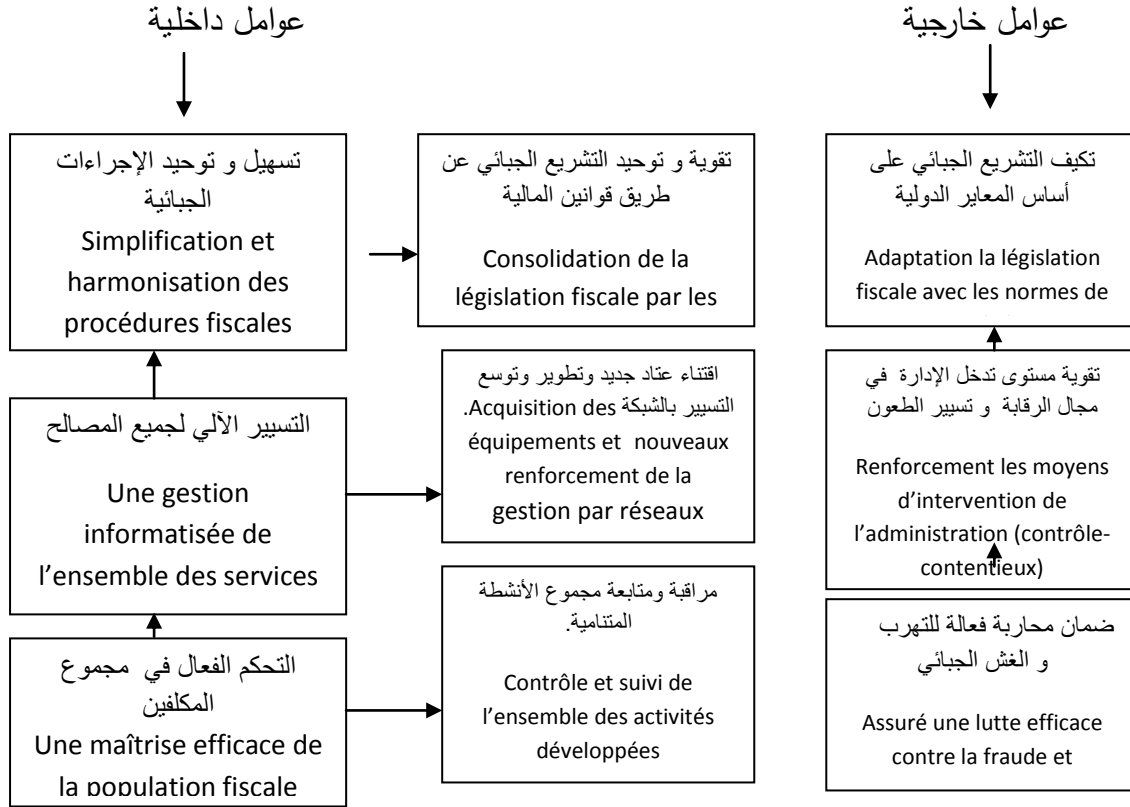 عوامل داخلية
عوامل خارجية
تسهيل و توحيد الإجراءات
الجبائية
Simplification et
harmonisation des
procédures fiscales
تقوية و توحيد التشريع الجبائي عن
طريق قوانين المالية
Consolidation de la
législation fiscale par les
تكيف التشريع الجبائي على
أساس المعاير الدولية
Adaptation la législation
fiscale avec les normes de
التسيير الآلي لجميع المصالح
Une gestion
informatisée de
l’ensemble des services
اقتناء عتاد جديد وتطوير وتوسع
التسيير بالشبكة Acquisition des.
équipements et nouveaux
renforcement de la
gestion par réseaux
تقوية مستوى تدخل الإدارة في
مجال الرقابة و تسيير الطعون
Renforcement les moyens
d’intervention de
l’administration (contrôle-
contentieux)
التحكم الفعال في مجموع
المكلفين
Une maîtrise efficace de
la population fiscale
مراقبة ومتابعة مجموع الأنشطة
المتنامية.
Contrôle et suivi de
l’ensemble des activités
développées
ضمان محاربة فعالة للتهرب
و الغش الجبائي
Assuré une lutte efficace
contre la fraude et